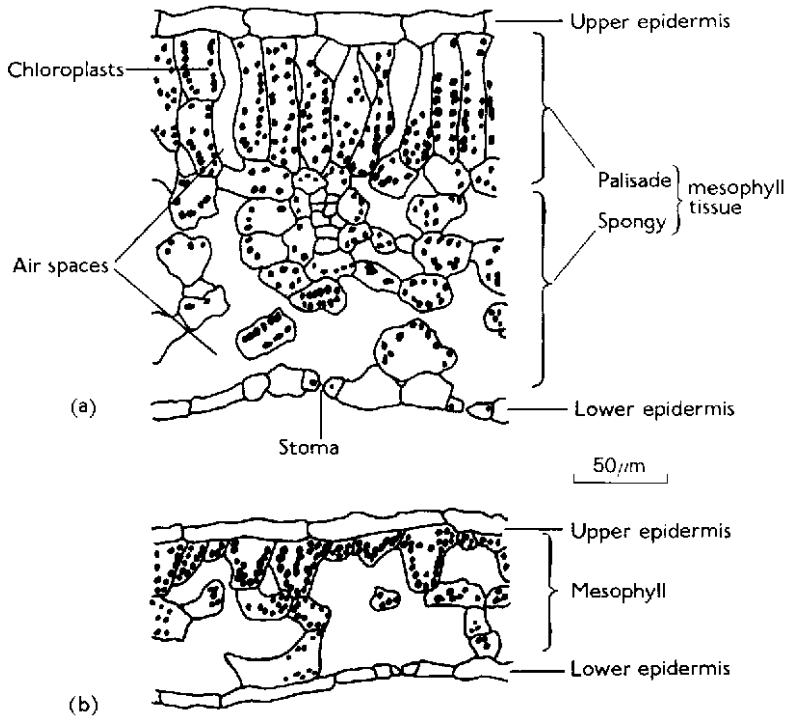 Upper epidermis
Chloroplasts
Palisade
mesophyll
tissue
Spongy
Air spaces
(a)
Lower epidermis
Stoma
50μm
Upper epidermis
Mesophyll
Lower epidermis
(b)